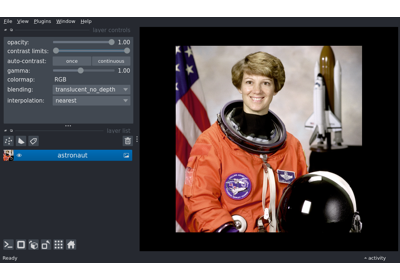 File View Plugins Window Help
layer controls
opacity: 1.00
contrast limits:
auto-contrast: once continuous
gamma: 1.00
colormap: RGB
blending: translucent_no_depth
interpolation: nearest
layer list
astronaut
Ready activity